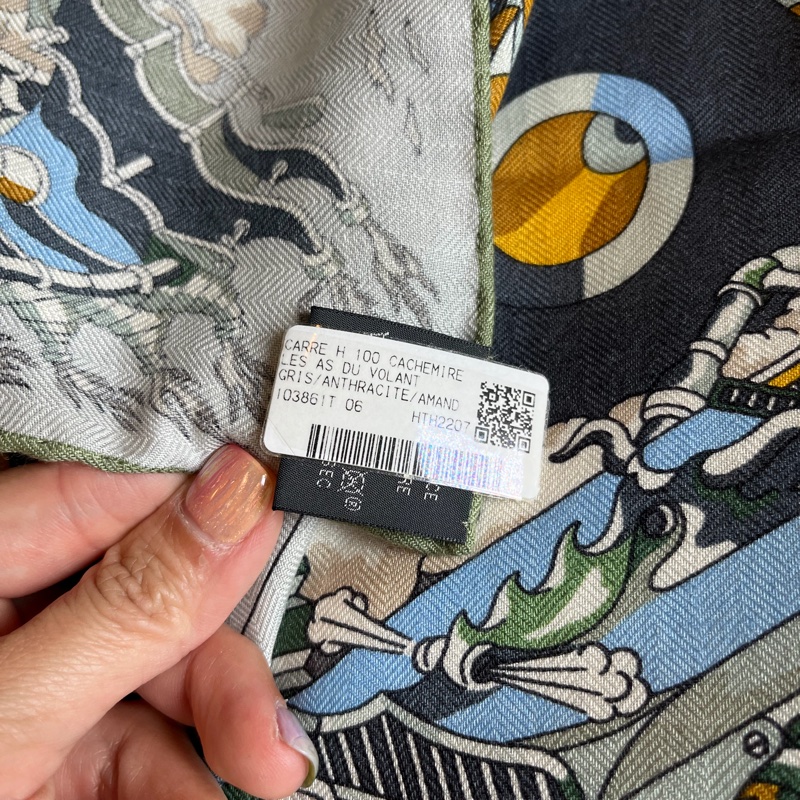 CARRE H 100 CACHEMIRE
LES AS DU VOLANT
GRIS/ANTHRACITE/AMAND
103861T 06 HTH2207